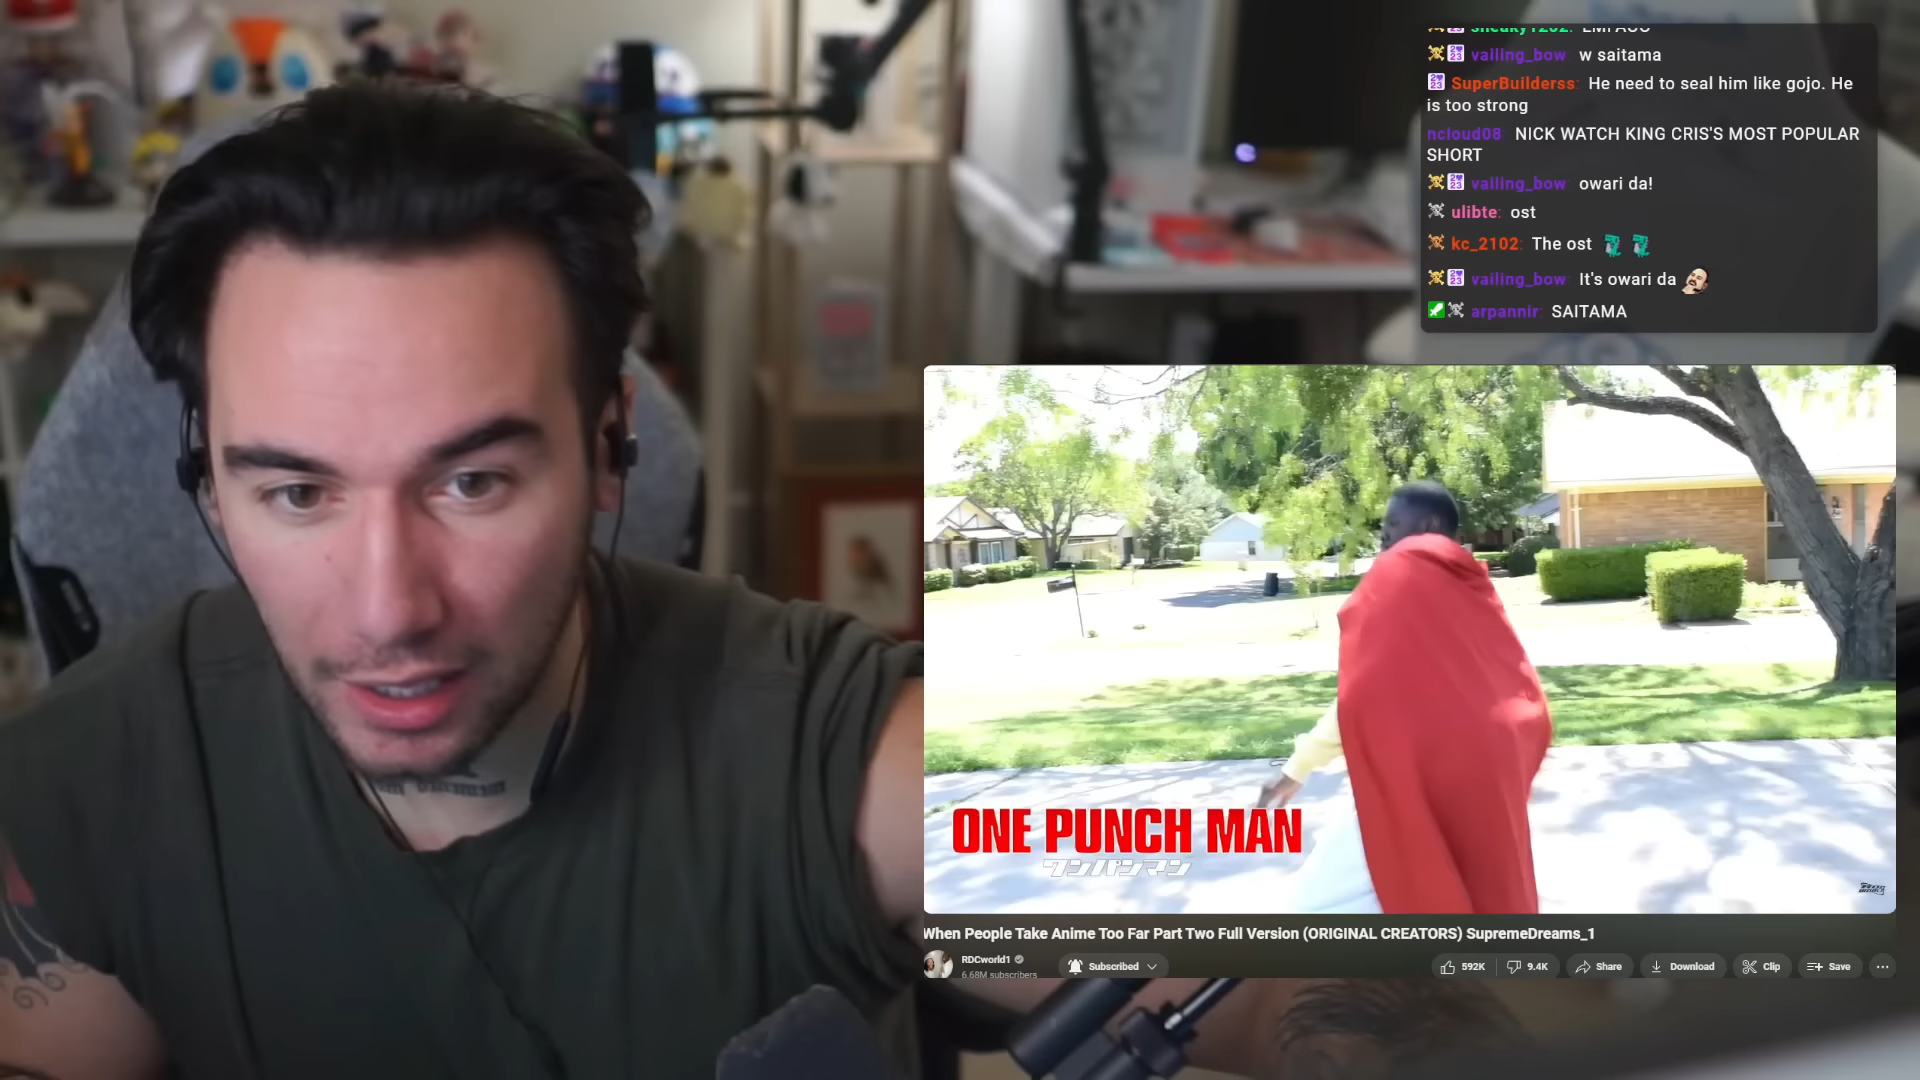 sneaky1202: LMFAOO
vailing_bow w saitama
SuperBuilderss: He need to seal him like gojo. He
is too strong
ncloud08 NICK WATCH KING CRIS'S MOST POPULAR
SHORT
vailing_bow owari da!
ulibte: ost
kc_2102: The ost
vailing_bow It's owari da
arpannir: SAITAMA
ONE PUNCH MAN
ワンパンマン
When People Take Anime Too Far Part Two Full Version (ORIGINAL CREATORS) SupremeDreams_1
RDCworld1
6.68M subscribers
Subscribed
592K
9.4K
Share
Download
Clip
Save